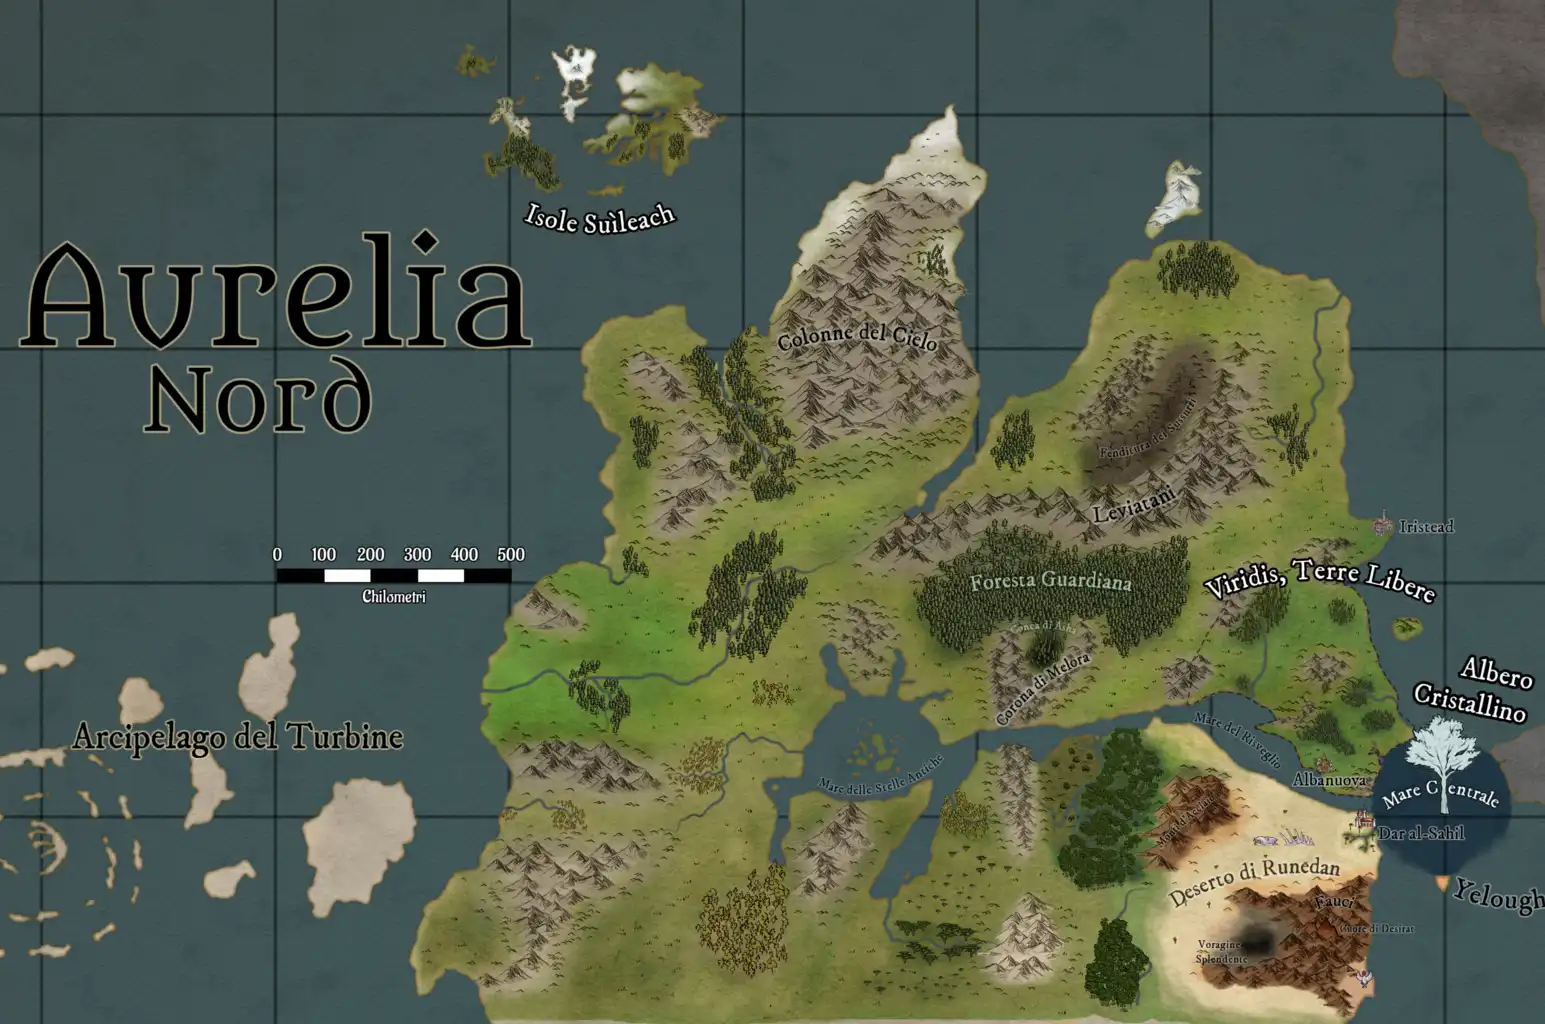 Isole Suìleach
Aurelia
Nord
Colonne del Cielo
Fenditura dei Sussurri
Leviatani
Iristead
0 100 200 300 400 500
Chilometri
Foresta Guardiana
Viridis, Terre Libere
Conca di Asha
Corona di Melora
Albero
Cristallino
Arcipelago del Turbine
Mare del Risveglio
Mare delle Stelle Antiche
Albanuova
Mare Centrale
Dar al-Sahil
Deserto di Runedan
Yelough
Fauci
Cuore di Desirat
Voragine
Splendente